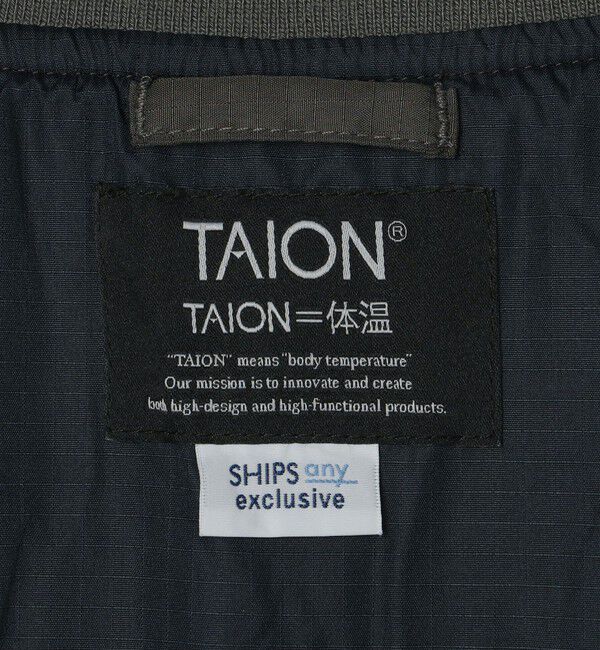 TAION®
TAION=体温
"TAION" means "body temperature"
Our mission is to innovate and create
both high-design and high-functional products.
SHIPS any
exclusive